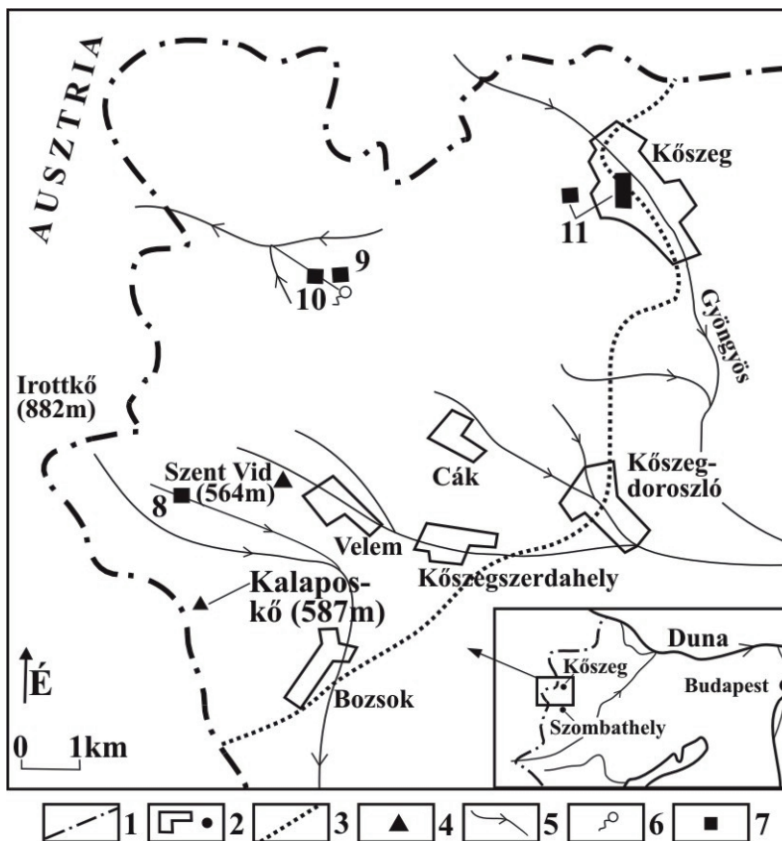 AUSZTRIA
Kőszeg
11
9
10
Gyöngyös
Irottkő
(882m)
Szent Vid
(564m)
8
Cák
Kőszeg-
doroszló
Velem
Kőszegszerdahely
Kalapos-
kő (587m)
Bozsok
É
0 1km
Duna
Kőszeg
Budapest
Szombathely
1 2 3 4 5 6 7